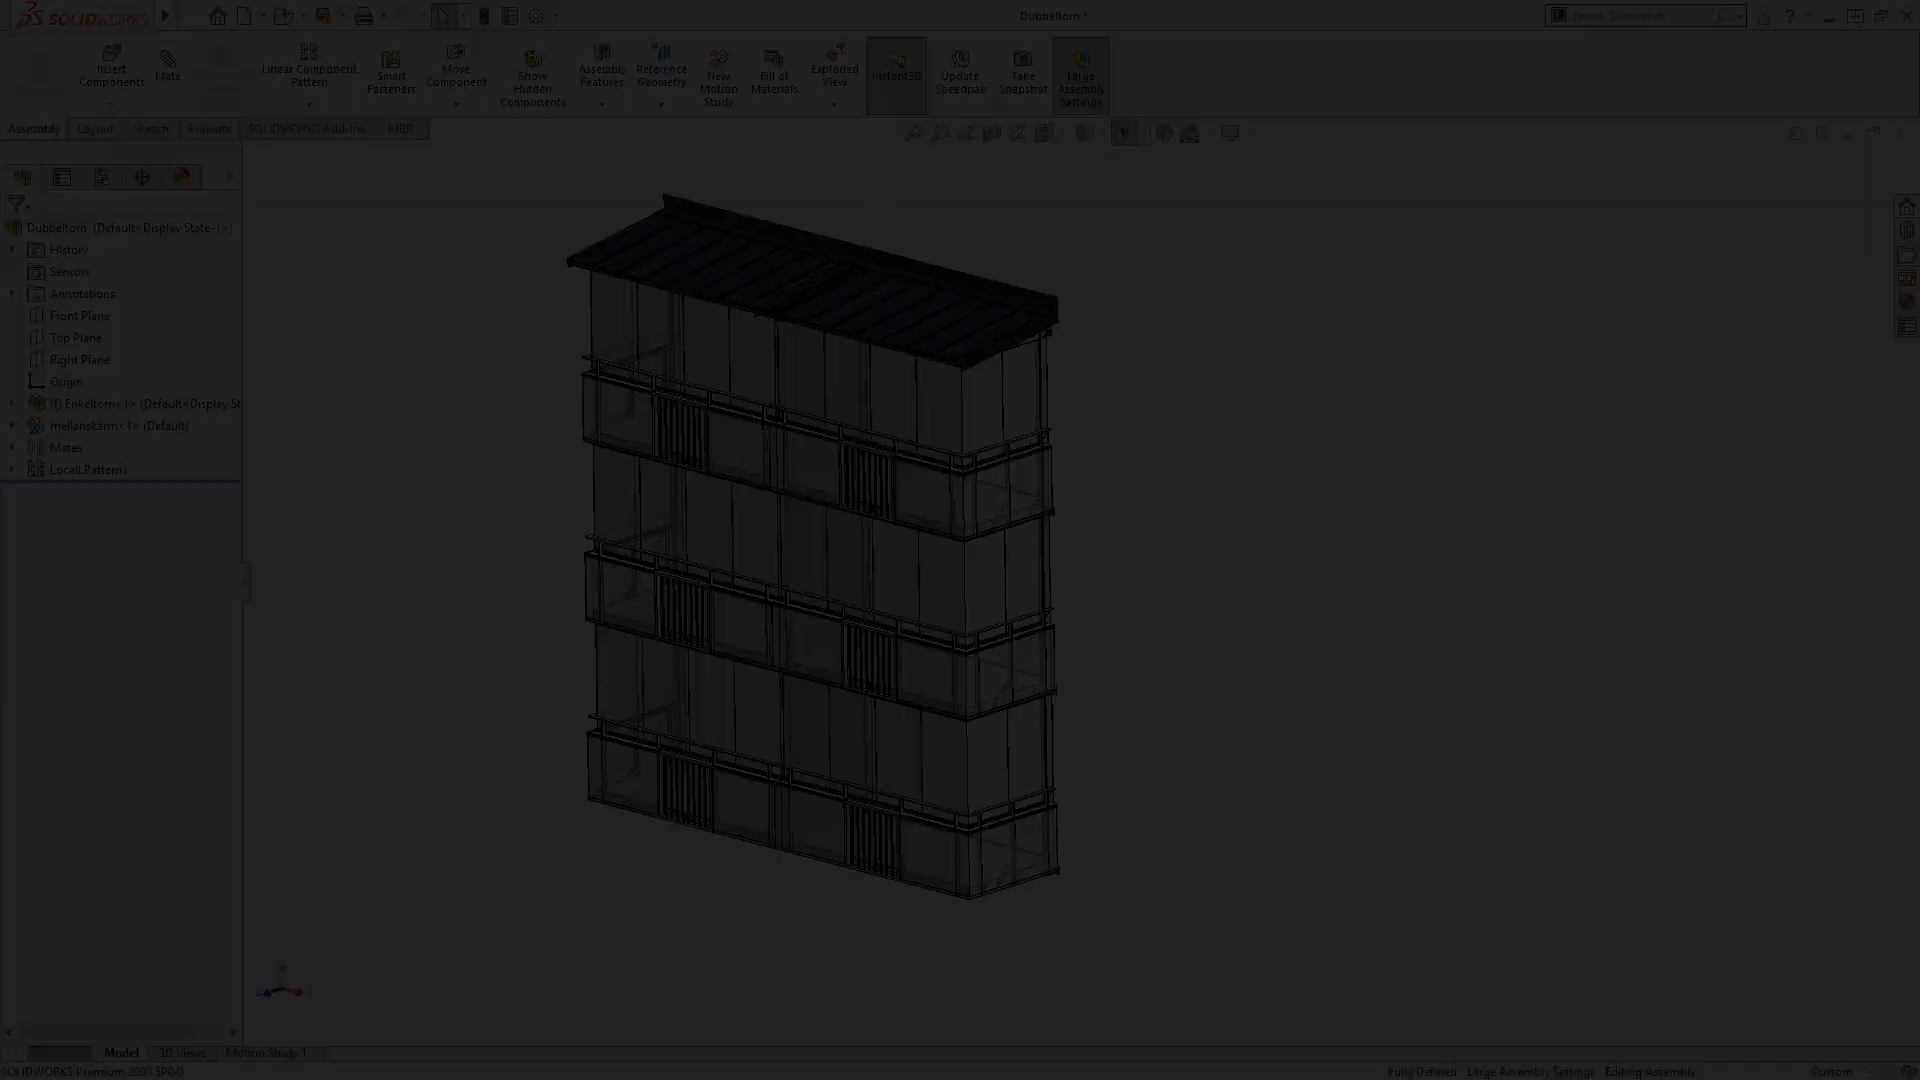 SOLIDWORKS
Dubbeltorn *
Search Commands
Insert Components
Mate
Linear Component Pattern
Smart Fasteners
Move Component
Show Hidden Components
Assembly Features
Reference Geometry
New Motion Study
Bill of Materials
Exploded View
Instant3D
Update Speedpak
Take Snapshot
Large Assembly Settings
Assembly
Layout
Sketch
Evaluate
SOLIDWORKS Add-Ins
MBD
Dubbeltorn (Default<Display State-1>)
History
Sensors
Annotations
Front Plane
Top Plane
Right Plane
Origin
(f) Enkeltorn<1> (Default<Display St
mellanskärm<1> (Default)
Mates
LocalLPattern1
Model
3D Views
Motion Study 1
SOLIDWORKS Premium 2020 SP0.0
Fully Defined
Large Assembly Settings
Editing Assembly
Custom